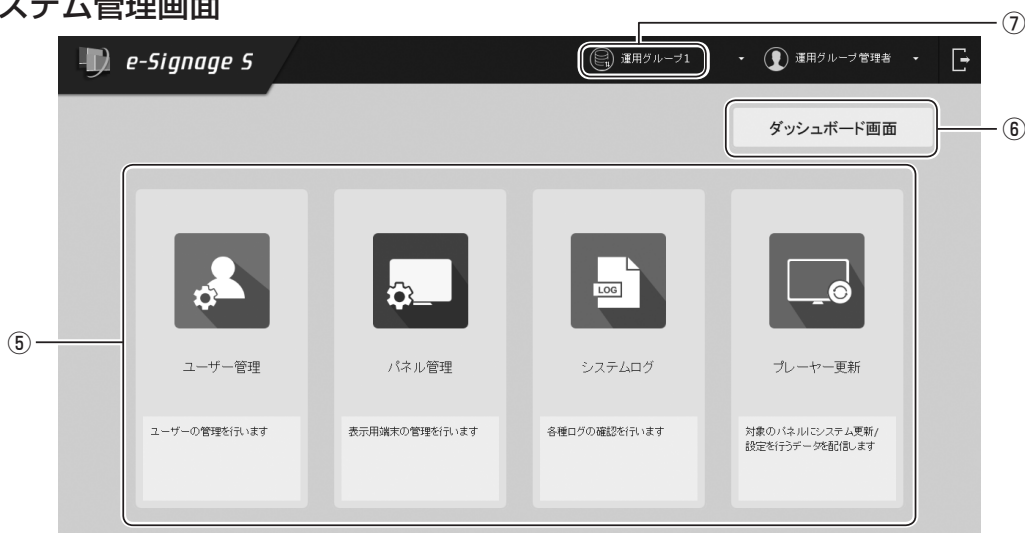 ステム管理画面
⑦
e-Signage S
運用グループ1
運用グループ管理者
ダッシュボード画面
⑥
LOG
⑤
ユーザー管理
パネル管理
システムログ
プレーヤー更新
ユーザーの管理を行います
表示用端末の管理を行います
各種ログの確認を行います
対象のパネルにシステム更新/
設定を行うデータを配信します